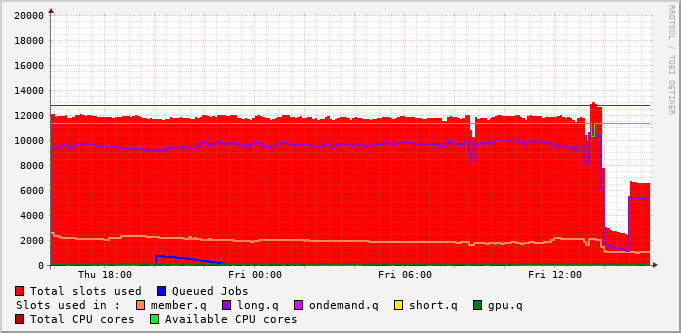 RRDTOOL / TOBI OETIKER
20000
18000
16000
14000
12000
10000
8000
6000
4000
2000
0
Thu 18:00 Fri 00:00 Fri 06:00 Fri 12:00
Total slots used Queued Jobs
Slots used in : member.q long.q ondemand.q short.q gpu.q
Total CPU cores Available CPU cores